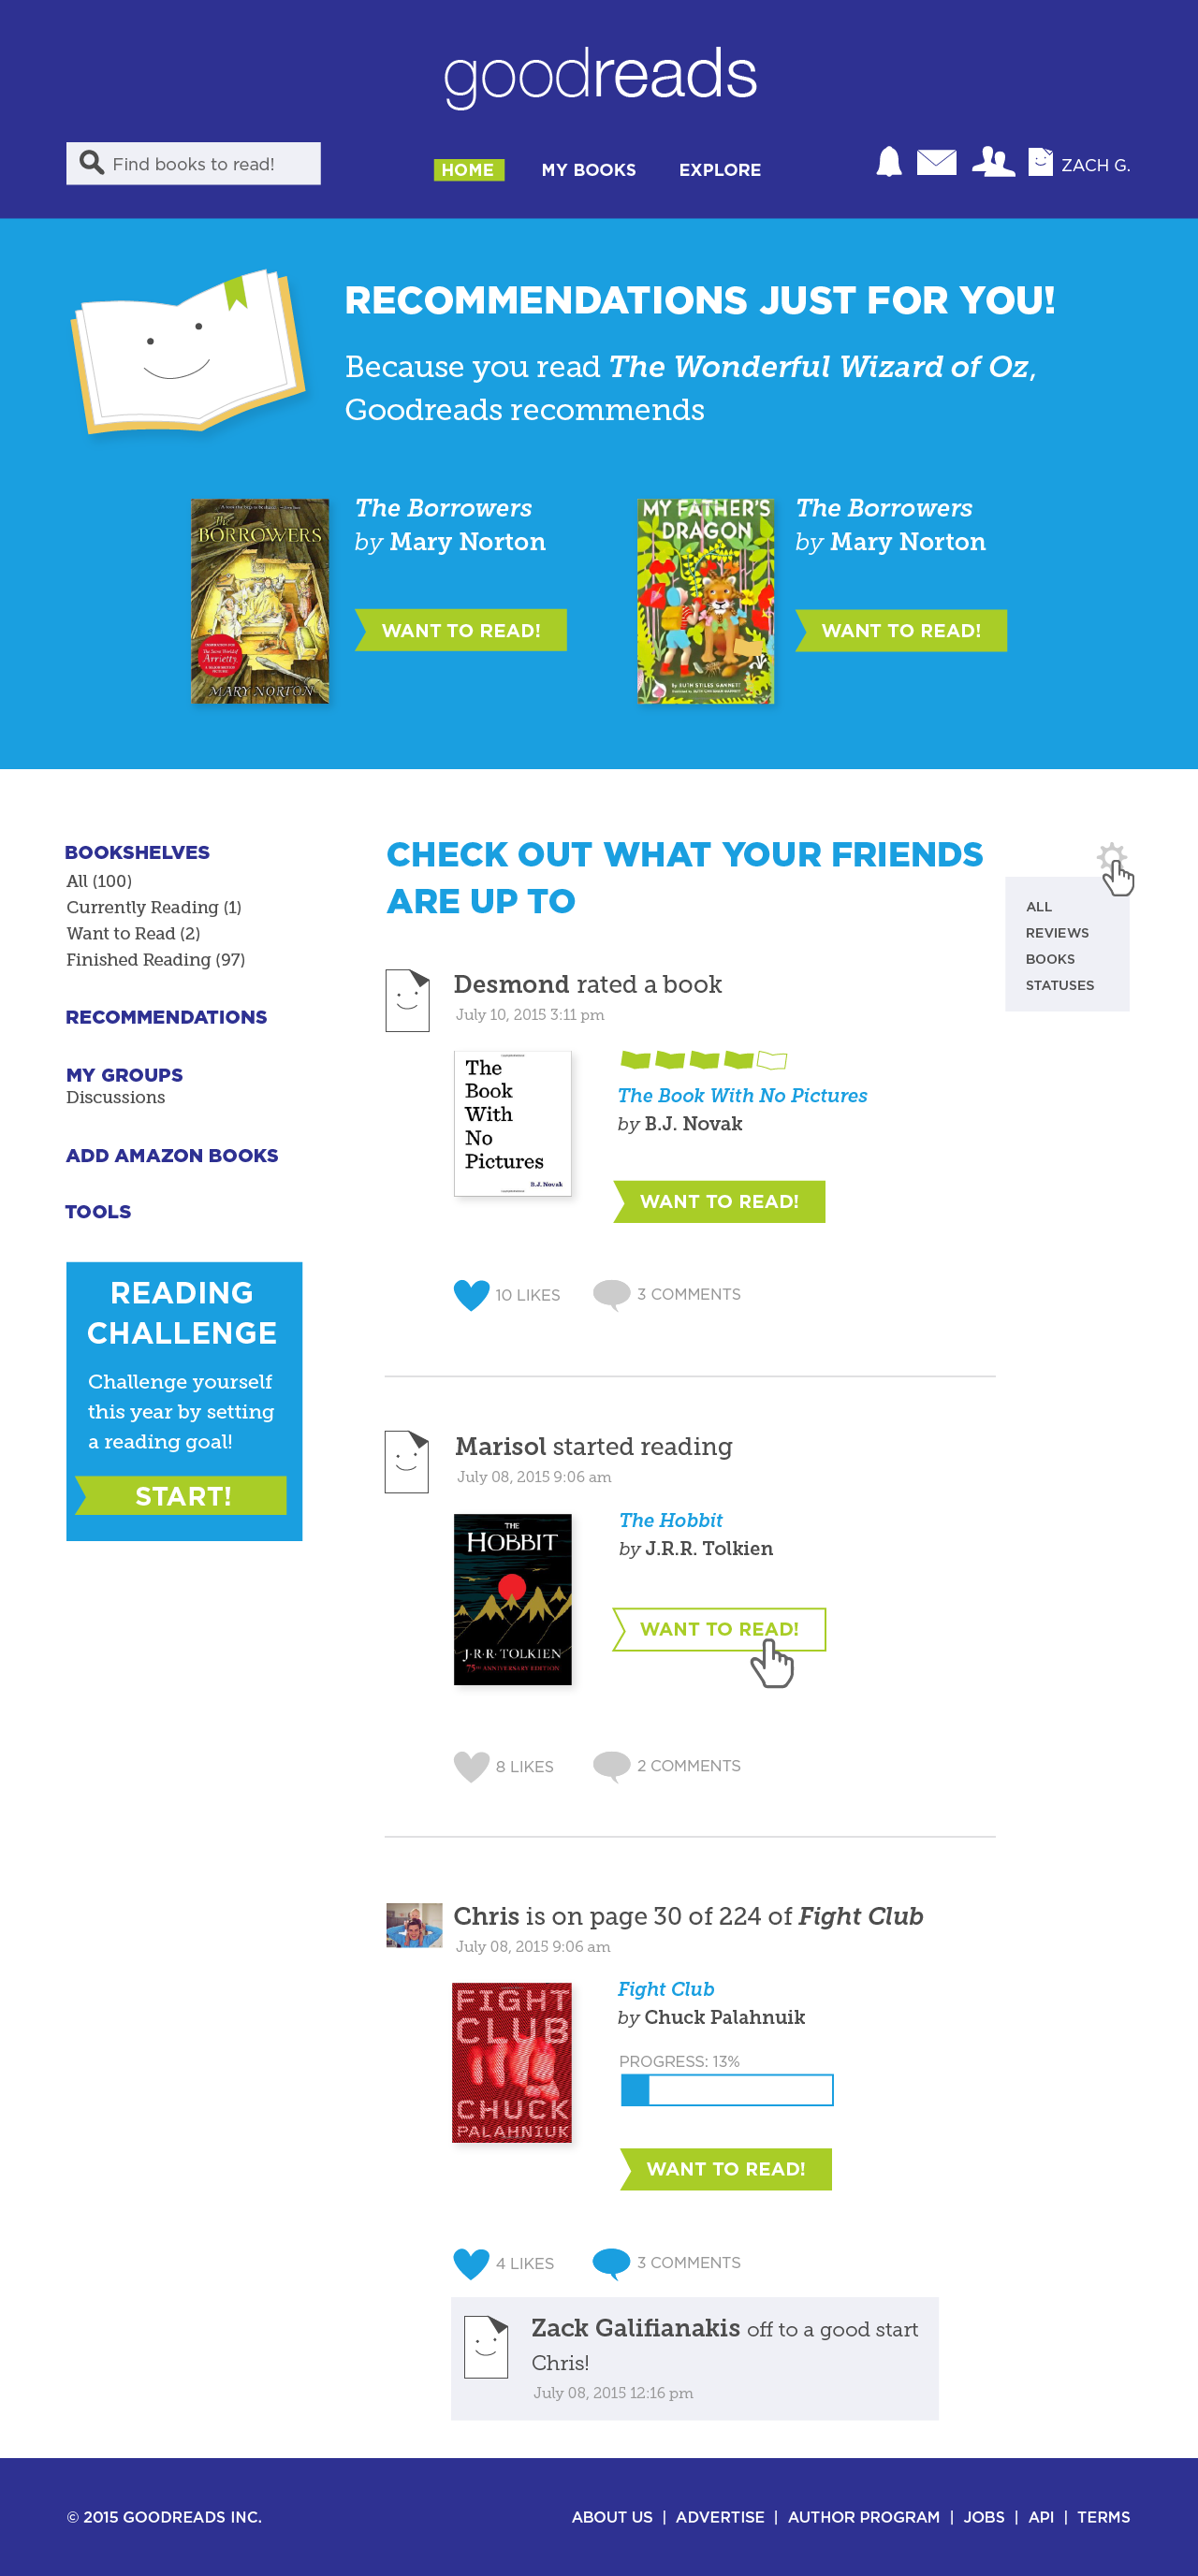 goodreads
Find books to read!
HOME
MY BOOKS
EXPLORE
ZACH G.
RECOMMENDATIONS JUST FOR YOU!
Because you read The Wonderful Wizard of Oz,
Goodreads recommends
The
BORROWERS
Arrietty
MARY NORTON
The Borrowers
by Mary Norton
WANT TO READ!
MY FATHER'S
DRAGON
by RUTH STILES GANNETT
The Borrowers
by Mary Norton
WANT TO READ!
BOOKSHELVES
All (100)
Currently Reading (1)
Want to Read (2)
Finished Reading (97)
RECOMMENDATIONS
MY GROUPS
Discussions
ADD AMAZON BOOKS
TOOLS
READING
CHALLENGE
Challenge yourself
this year by setting
a reading goal!
START!
CHECK OUT WHAT YOUR FRIENDS
ARE UP TO
ALL
REVIEWS
BOOKS
STATUSES
Desmond rated a book
July 10, 2015 3:11 pm
The
Book
With
No
Pictures
B.J. Novak
The Book With No Pictures
by B.J. Novak
WANT TO READ!
10 LIKES
3 COMMENTS
Marisol started reading
July 08, 2015 9:06 am
THE
HOBBIT
J·R·R·TOLKIEN
75TH ANNIVERSARY EDITION
The Hobbit
by J.R.R. Tolkien
WANT TO READ!
8 LIKES
2 COMMENTS
Chris is on page 30 of 224 of Fight Club
July 08, 2015 9:06 am
FIGHT
CLUB
CHUCK
PALAHNIUK
Fight Club
by Chuck Palahnuik
PROGRESS: 13%
WANT TO READ!
4 LIKES
3 COMMENTS
Zack Galifianakis off to a good start
Chris!
July 08, 2015 12:16 pm
© 2015 GOODREADS INC.
ABOUT US | ADVERTISE | AUTHOR PROGRAM | JOBS | API | TERMS